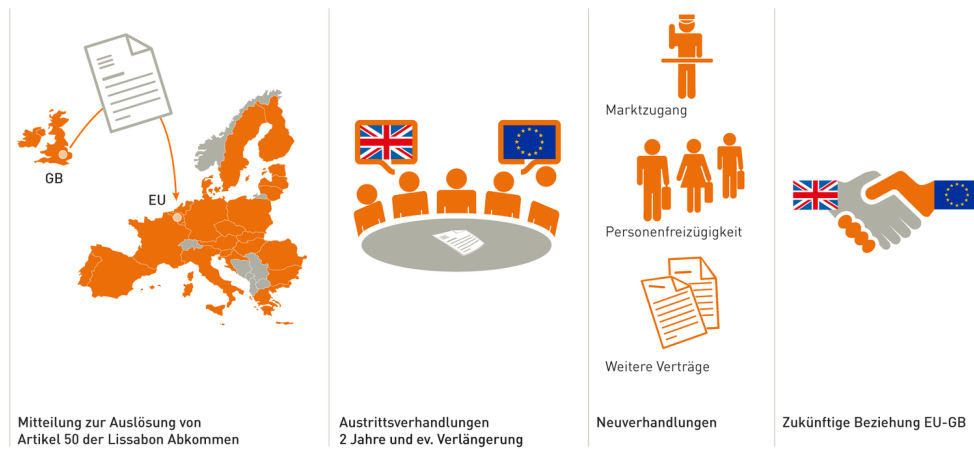 GB
EU
Mitteilung zur Auslösung von
Artikel 50 der Lissabon Abkommen
Austrittsverhandlungen
2 Jahre und ev. Verlängerung
Marktzugang
Personenfreizügigkeit
Weitere Verträge
Neuverhandlungen
Zukünftige Beziehung EU-GB